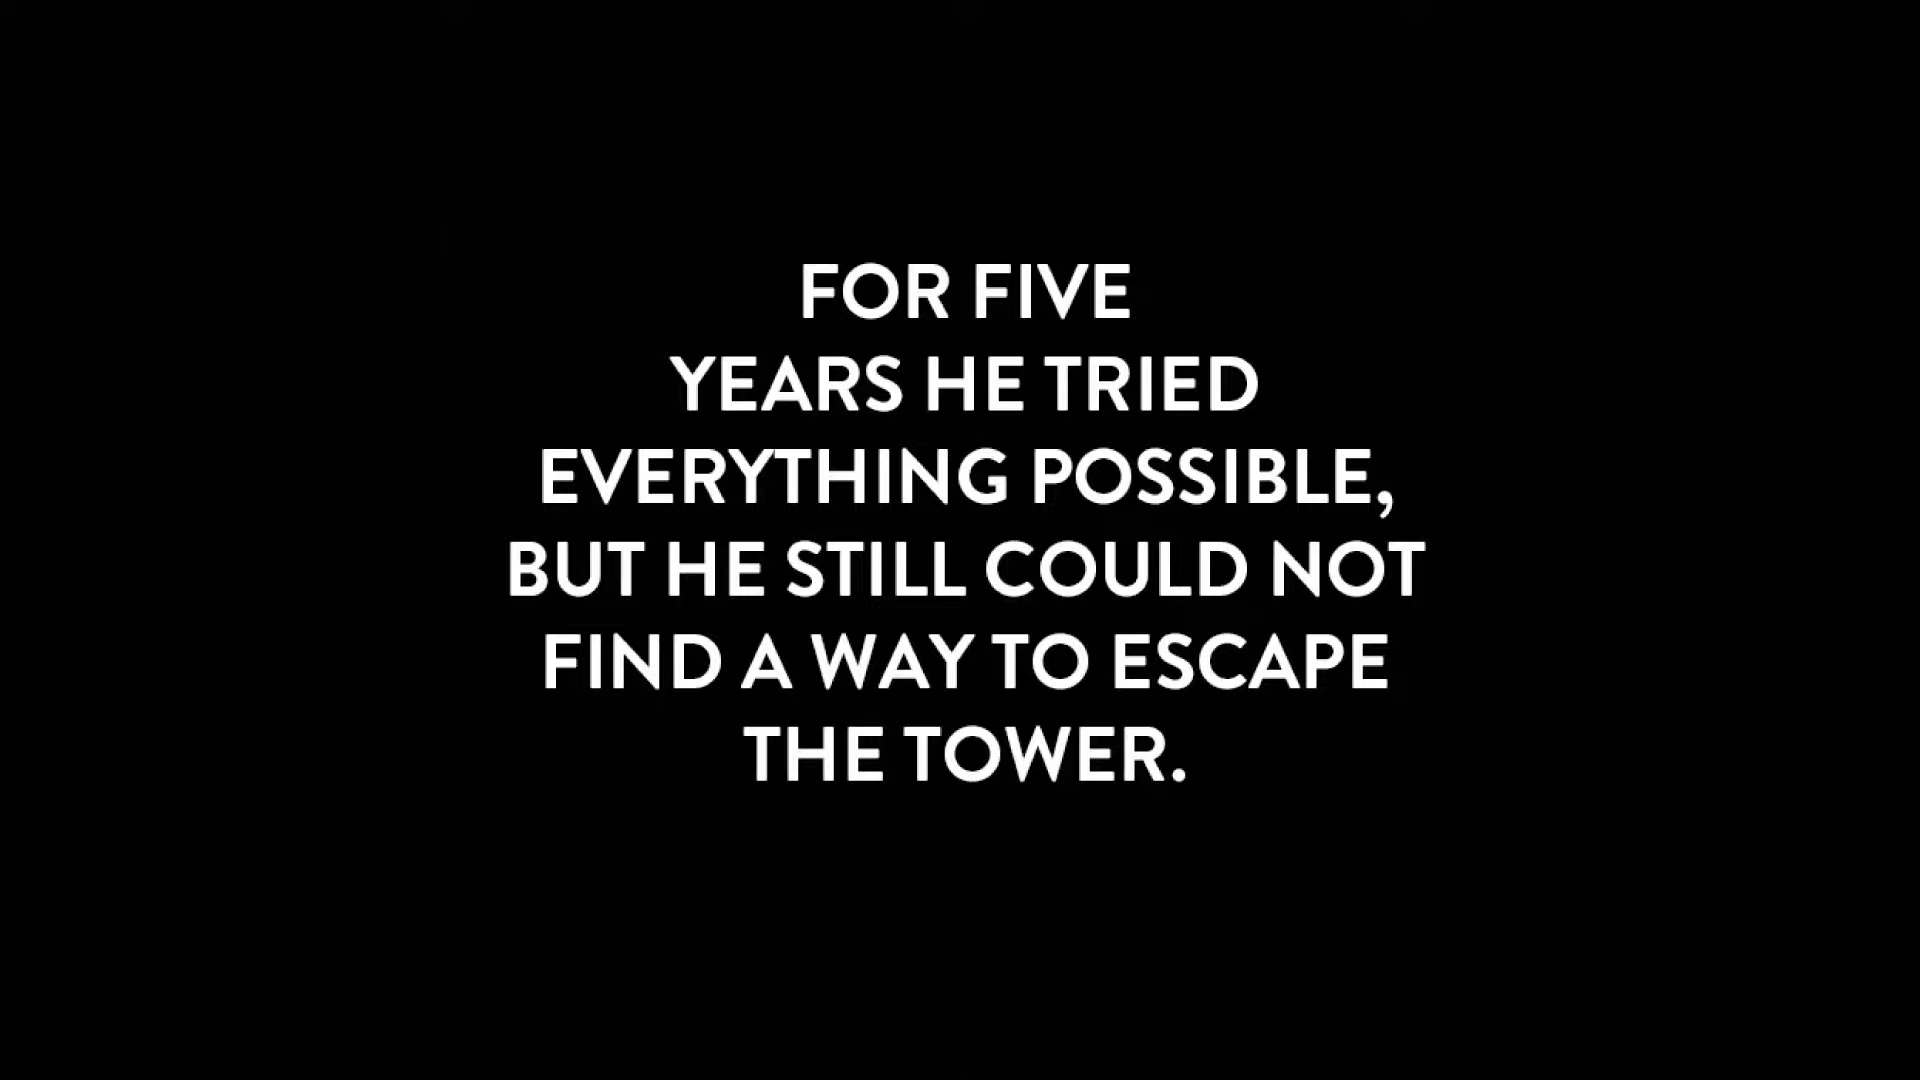 FOR FIVE
YEARS HE TRIED
EVERYTHING POSSIBLE,
BUT HE STILL COULD NOT
FIND A WAY TO ESCAPE
THE TOWER.